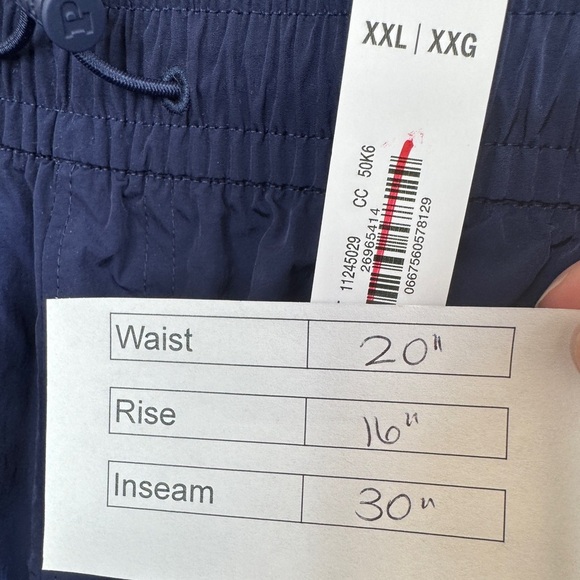 P
XXL | XXG
11245029 CC 50K6
26965414
0667560578129
Waist 20"
Rise 16"
Inseam 30"